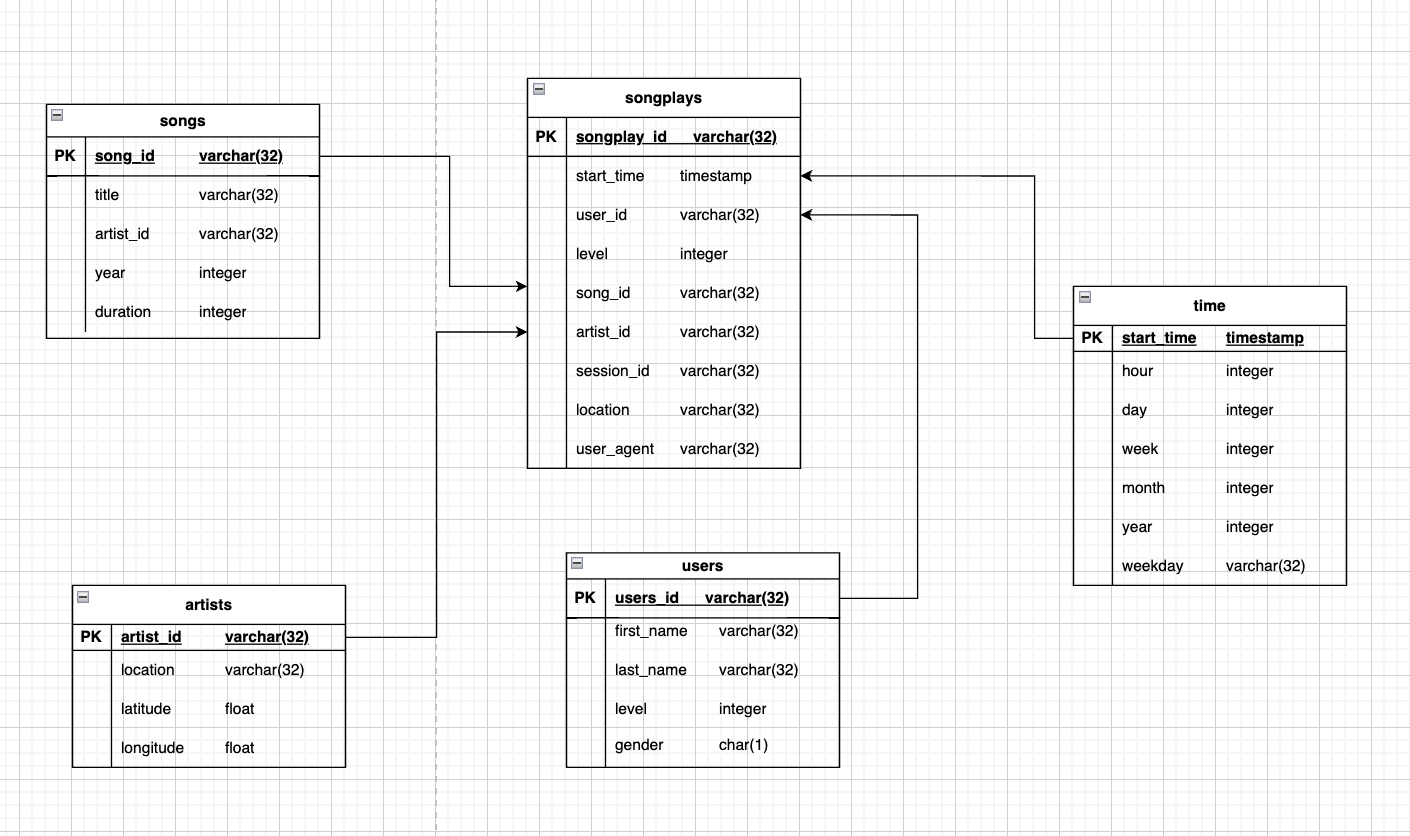 songs
PK song_id varchar(32)
title varchar(32)
artist_id varchar(32)
year integer
duration integer
songplays
PK songplay_id varchar(32)
start_time timestamp
user_id varchar(32)
level integer
song_id varchar(32)
artist_id varchar(32)
session_id varchar(32)
location varchar(32)
user_agent varchar(32)
time
PK start_time timestamp
hour integer
day integer
week integer
month integer
year integer
weekday varchar(32)
artists
PK artist_id varchar(32)
location varchar(32)
latitude float
longitude float
users
PK users_id varchar(32)
first_name varchar(32)
last_name varchar(32)
level integer
gender char(1)